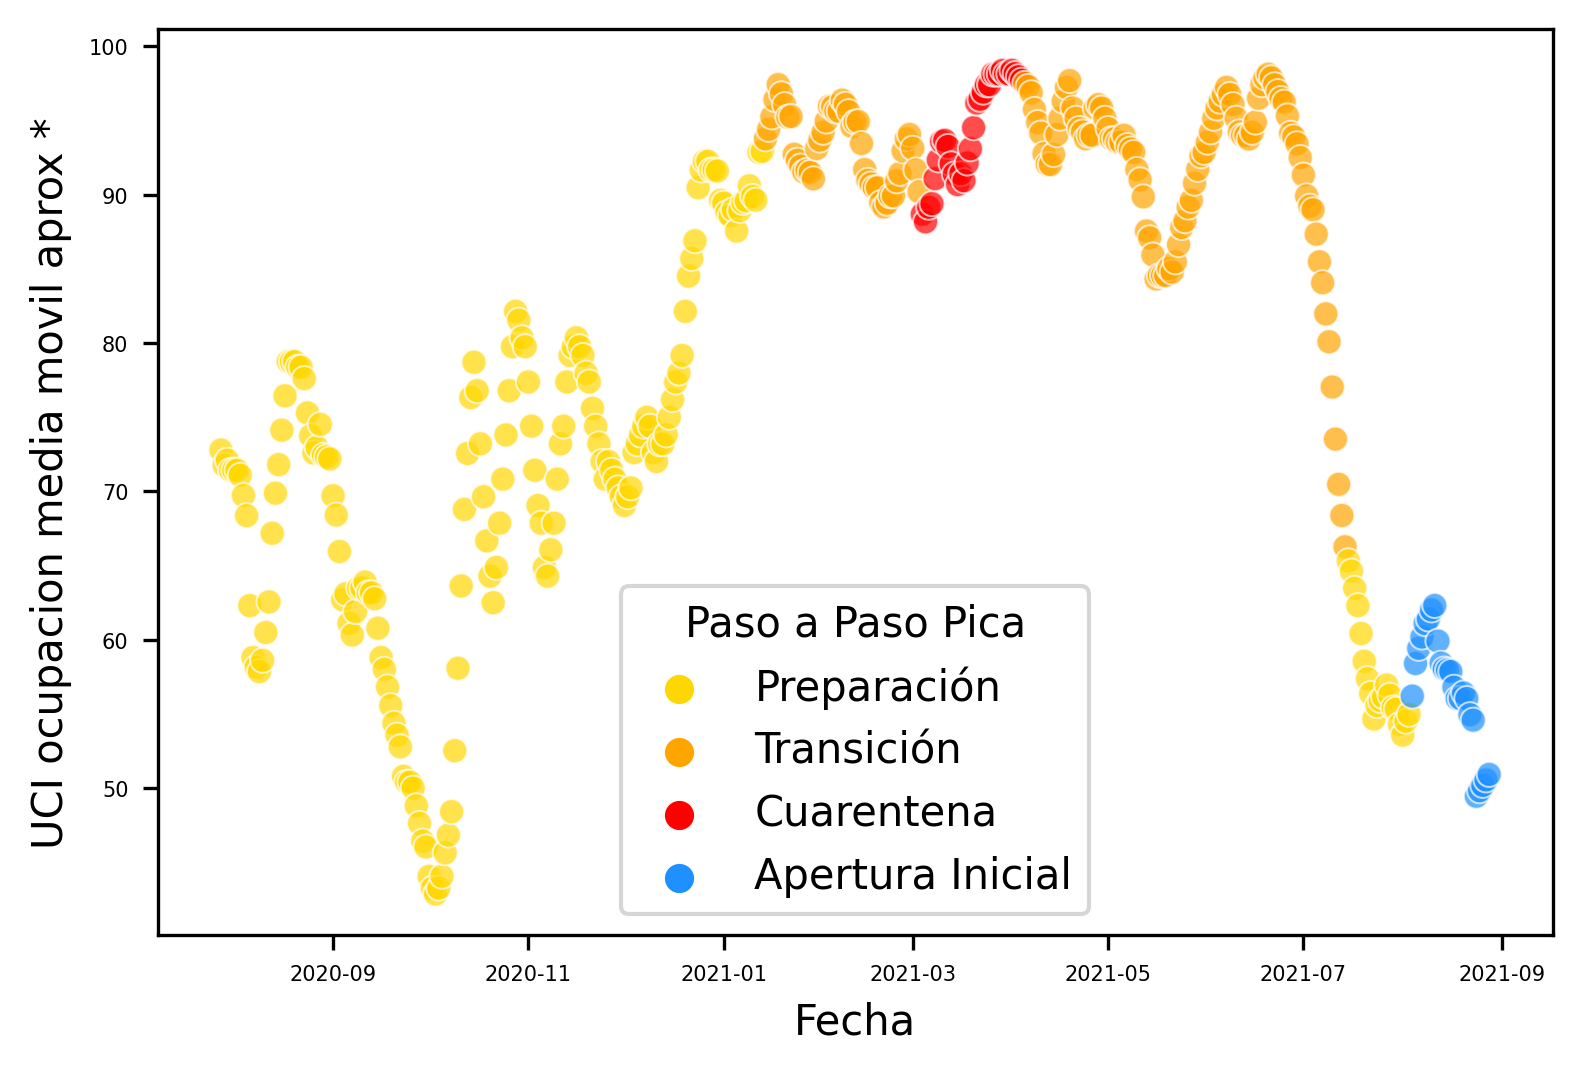 UCI ocupacion media movil aprox *
100
90
80
70
60
50
Paso a Paso Pica
Preparación
Transición
Cuarentena
Apertura Inicial
2020-09 2020-11 2021-01 2021-03 2021-05 2021-07 2021-09
Fecha